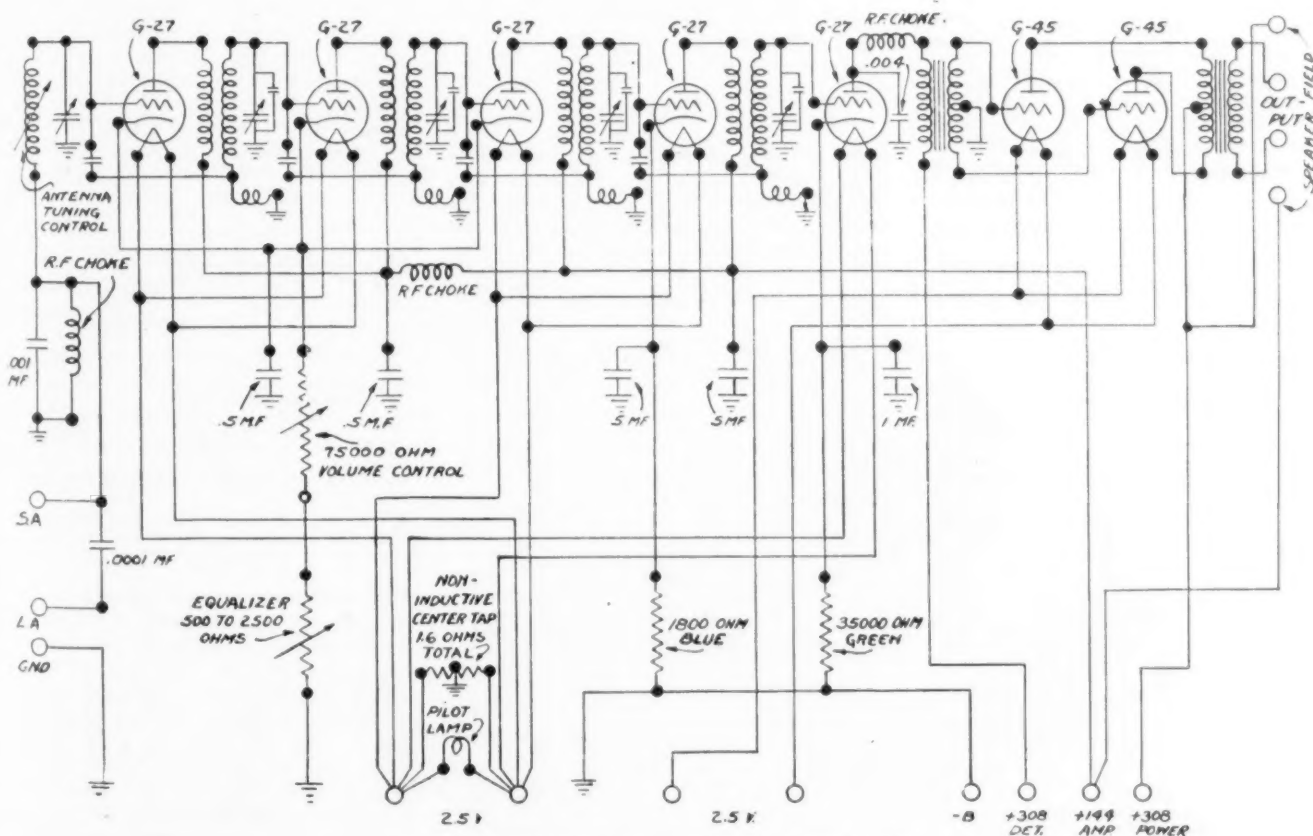 G-27
G-27
G-27
G-27
G-27
R.F. CHOKE.
G-45
G-45
.004
OUT-
PUT
SPEAKER FIELD
ANTENNA
TUNING
CONTROL
R.F CHOKE
R F CHOKE
.001
MF
.5 M.F
.5 M.F
.5 MF
.5 MF
1 MF.
75000 OHM
VOLUME CONTROL
S.A
.0001 MF
LA
GND
EQUALIZER
500 TO 2500
OHMS
NON-
INDUCTIVE
CENTER TAP
1.6 OHMS
TOTAL
PILOT
LAMP
1800 OHM
BLUE
35000 OHM
GREEN
2.5 V
2.5 V.
-B
+308
DET.
+144
AMP.
+308
POWER